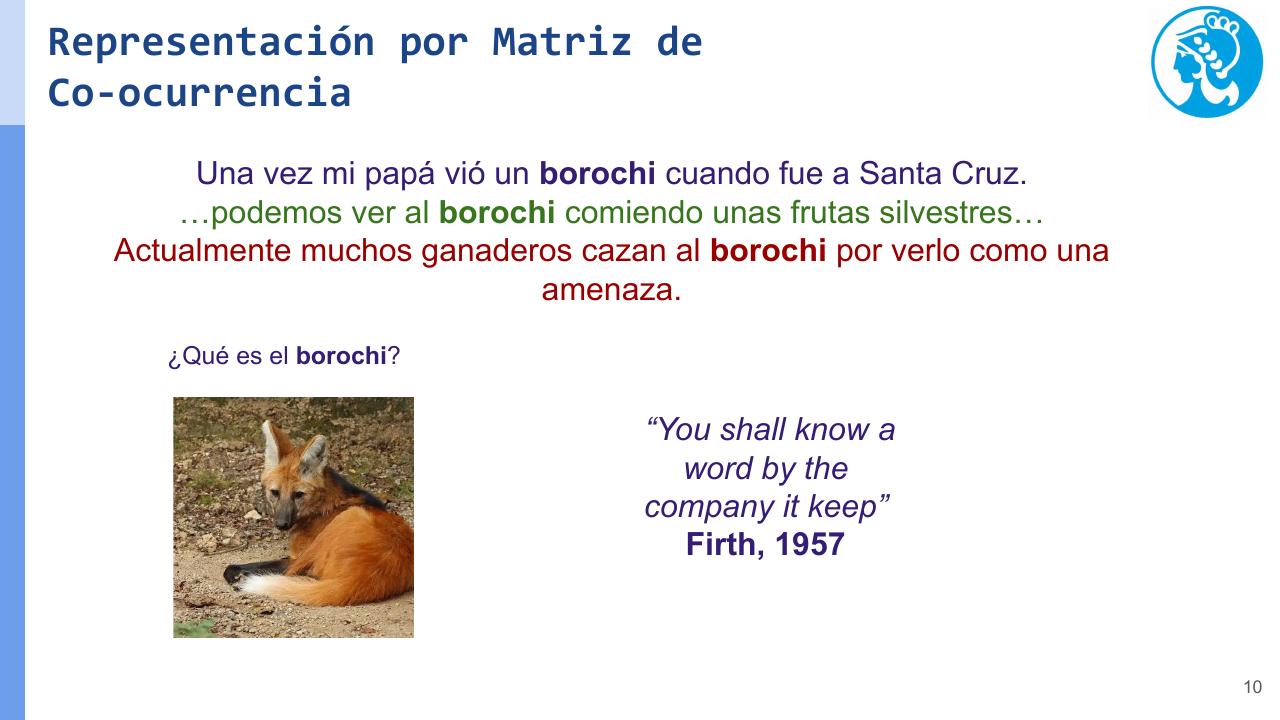 Representación por Matriz de
Co-ocurrencia
Una vez mi papá vió un borochi cuando fue a Santa Cruz.
…podemos ver al borochi comiendo unas frutas silvestres…
Actualmente muchos ganaderos cazan al borochi por verlo como una
amenaza.
¿Qué es el borochi?
“You shall know a
word by the
company it keep”
Firth, 1957
10